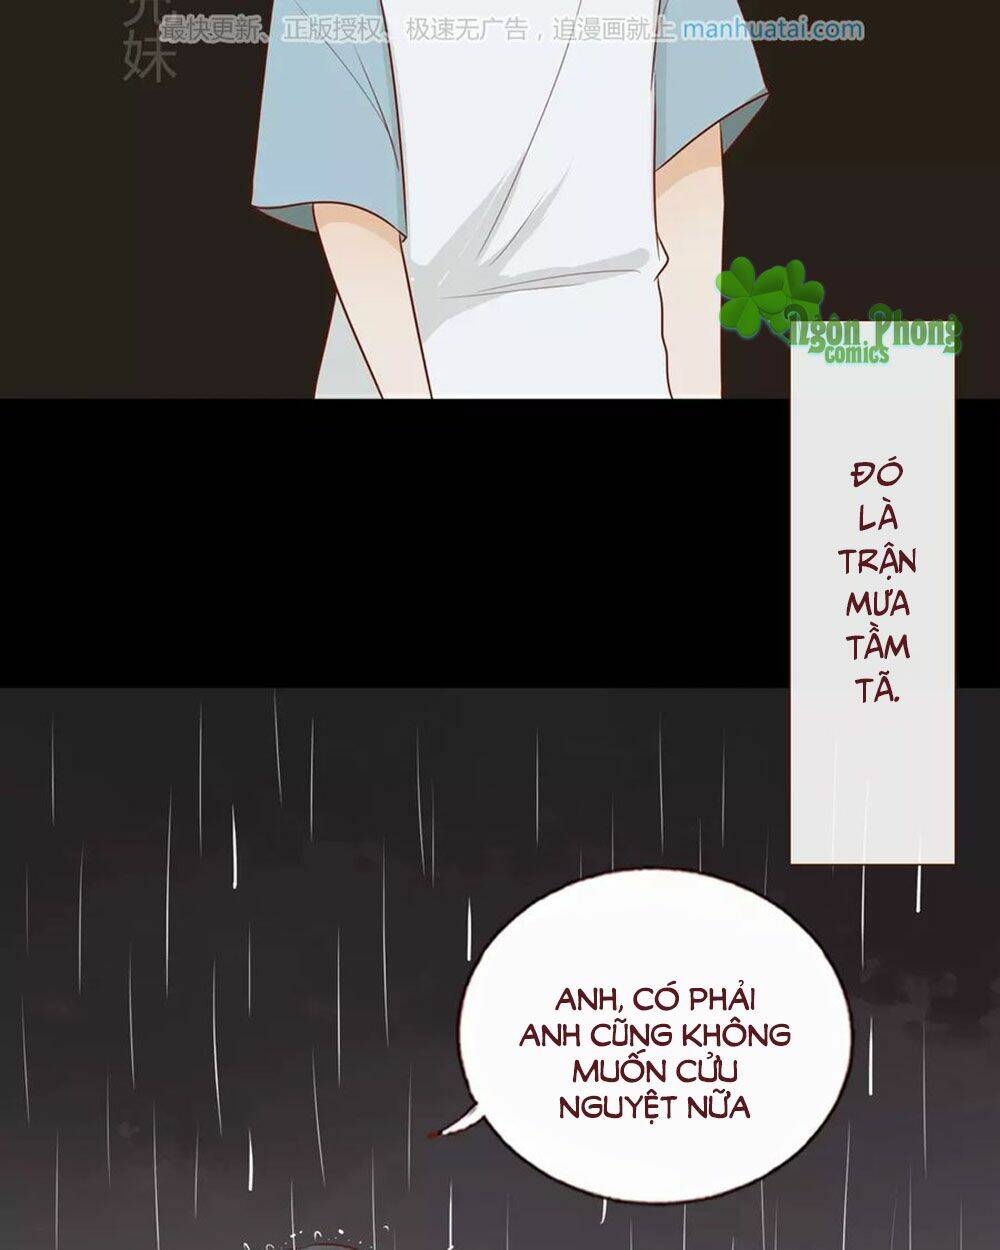 最快更新、正版授权、极速无广告，追漫画就上 manhuatai.com
妹
Ngôn Phong
comics
ĐÓ
LÀ
TRẬN
MƯA
TẦM
TÃ.
ANH, CÓ PHẢI
ANH CŨNG KHÔNG
MUỐN CỨU
NGUYỆT NỮA